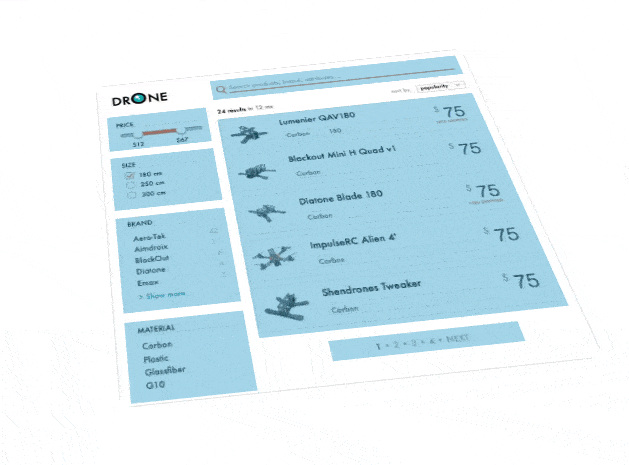 DRONE
Search products, brand, attributes, ...
24 results in 12 ms
sort by popularity
PRICE
$12 $67
SIZE
180 cm
250 cm
300 cm
BRAND
Aero-Tek
Aimdroix
BlackOut
Diatone
Emax
> Show more
MATERIAL
Carbon
Plastic
Glassfiber
G10
Lumenier QAV180
Carbon 180
$ 75
Blackout Mini H Quad v1
Carbon
$ 75
Diatone Blade 180
Carbon
$ 75
ImpulseRC Alien 4"
Carbon
$ 75
Shendrones Tweaker
Carbon
$ 75
1 • 2 • 3 • 4 • NEXT